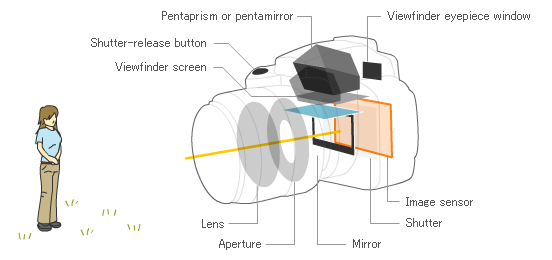 Pentaprism or pentamirror
Viewfinder eyepiece window
Shutter-release button
Viewfinder screen
Image sensor
Lens
Shutter
Aperture
Mirror